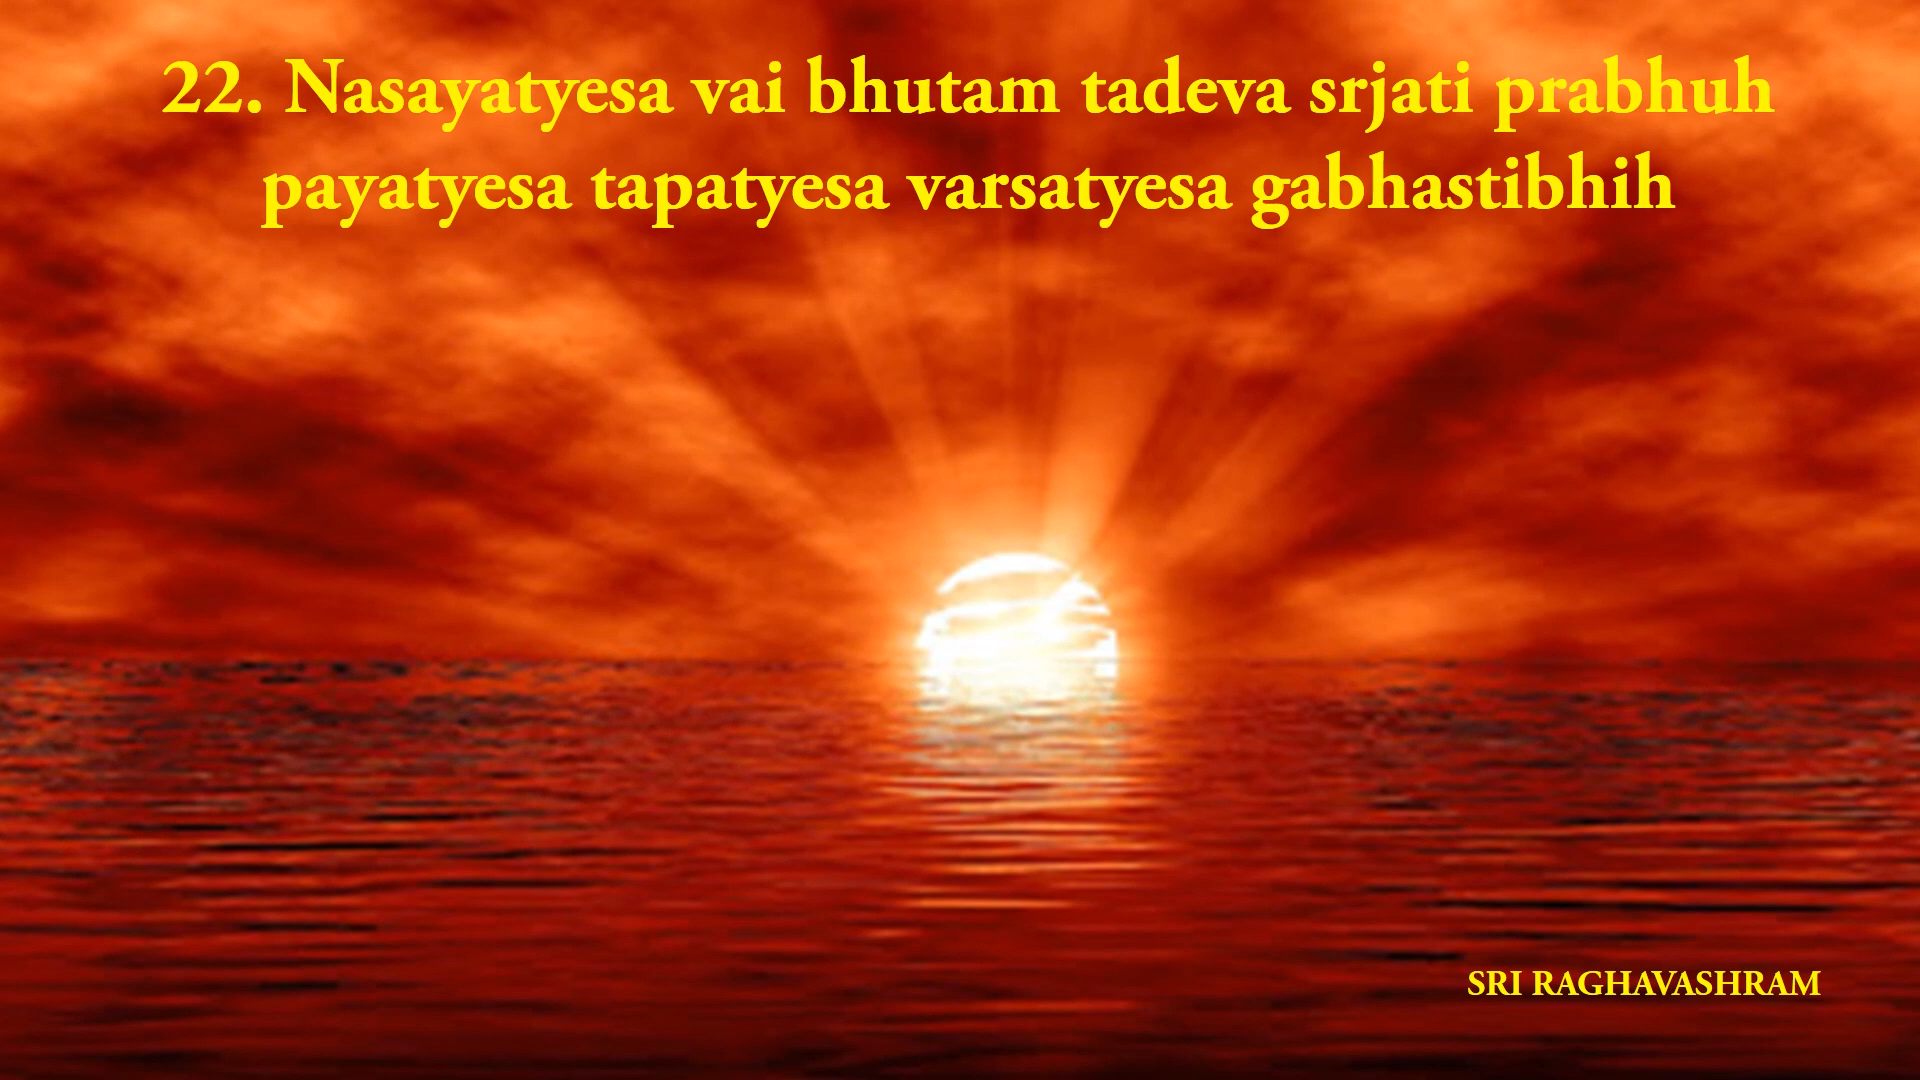 22. Nasayatyesa vai bhutam tadeva srjati prabhuh
payatyesa tapatyesa varsatyesa gabhastibhih
SRI RAGHAVASHRAM